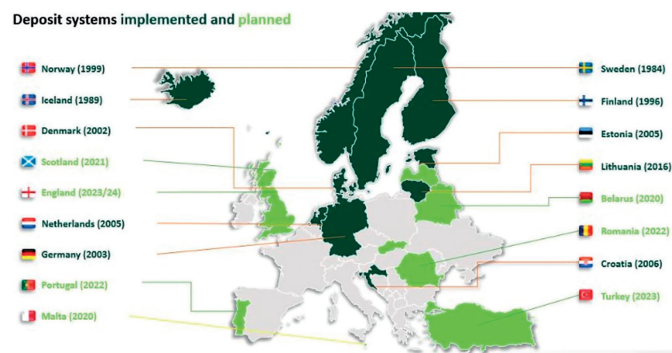 Deposit systems implemented and planned
Norway (1999)
Iceland (1989)
Denmark (2002)
Scotland (2021)
England (2023/24)
Netherlands (2005)
Germany (2003)
Portugal (2022)
Malta (2020)
Sweden (1984)
Finland (1996)
Estonia (2005)
Lithuania (2016)
Belarus (2020)
Romania (2022)
Croatia (2006)
Turkey (2023)